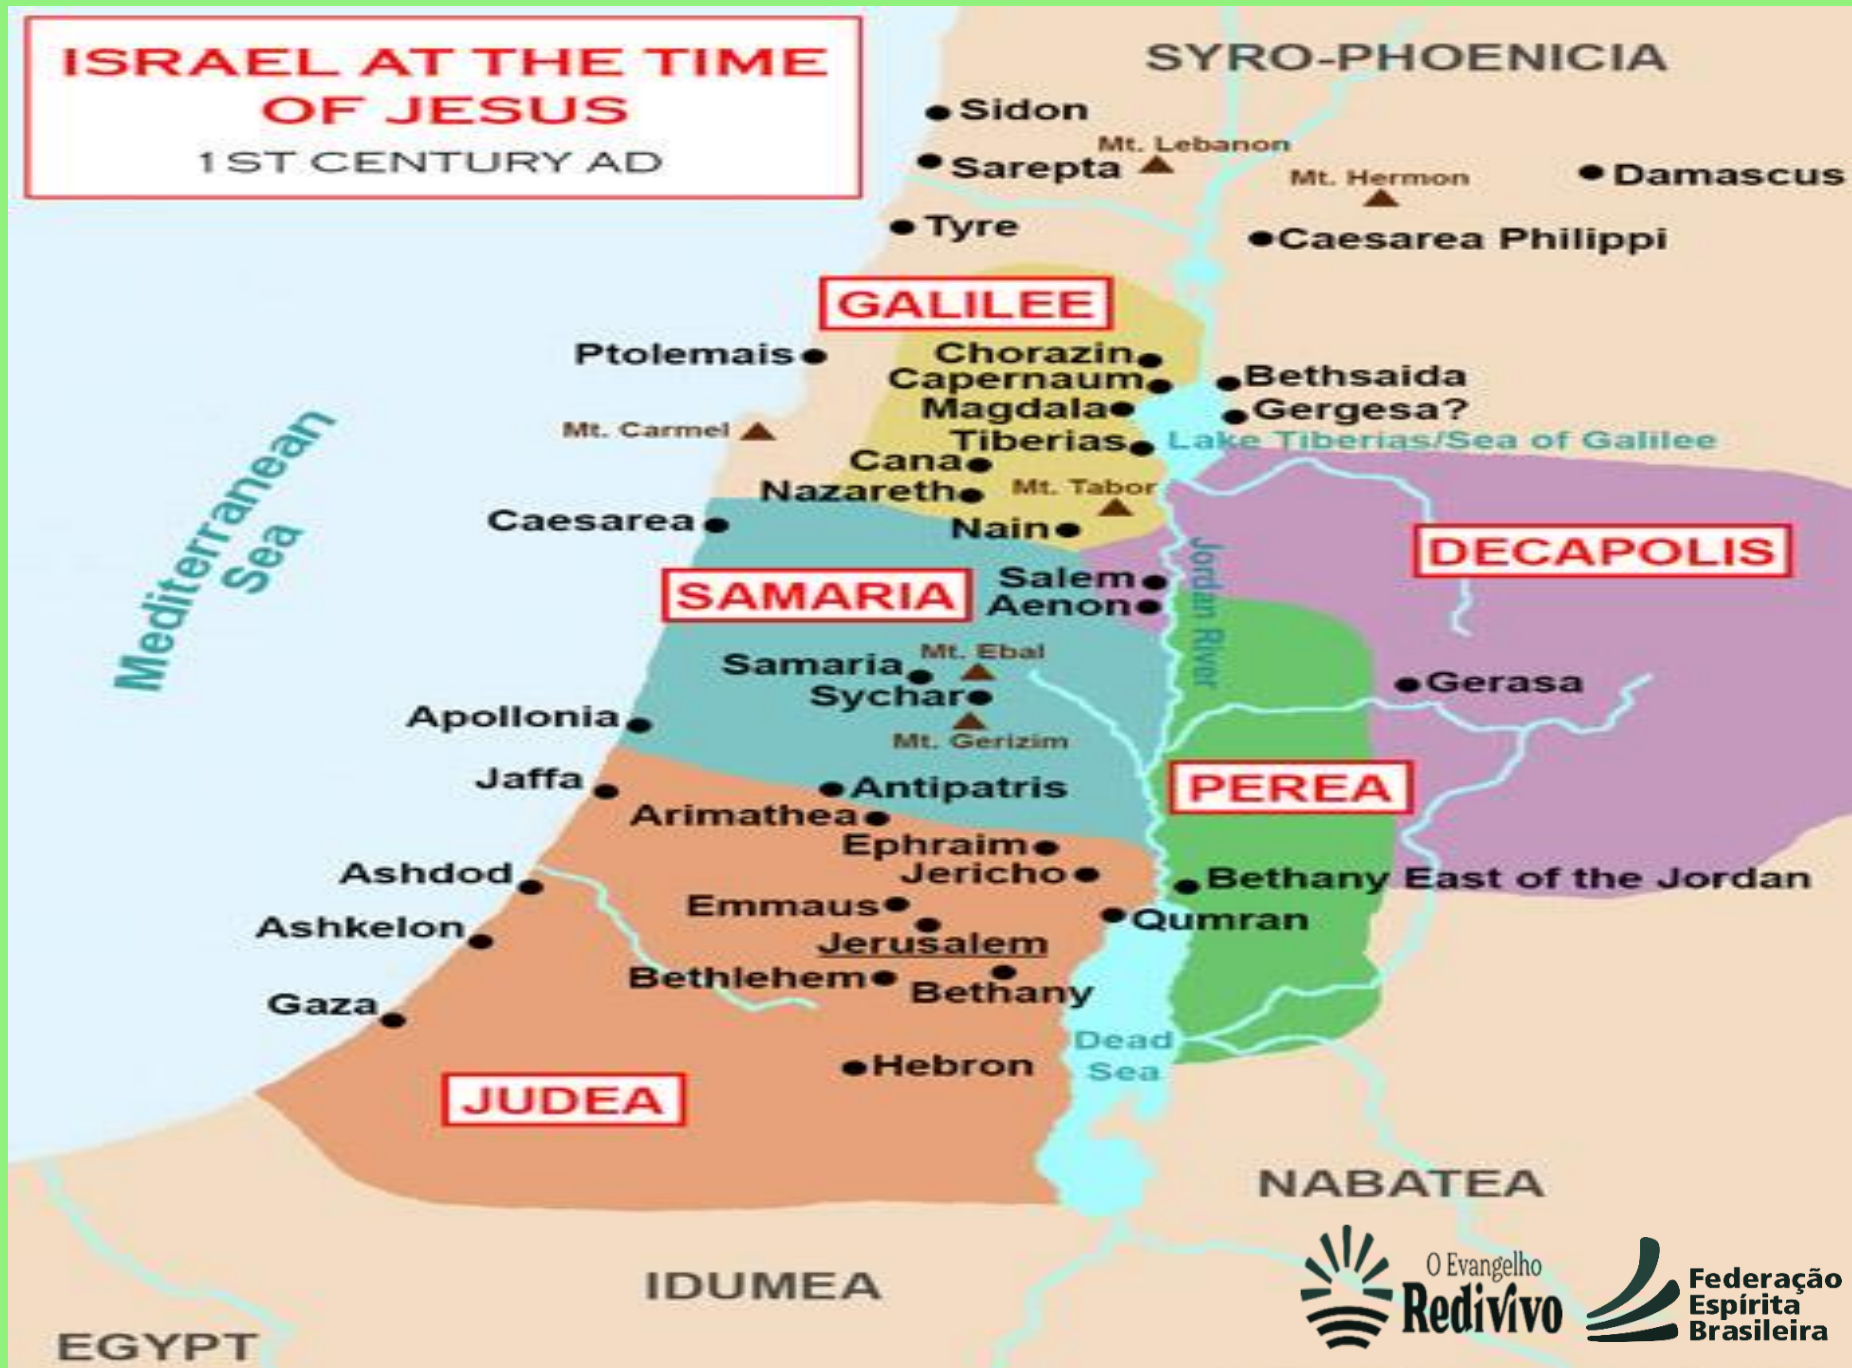 ISRAEL AT THE TIME
OF JESUS
1ST CENTURY AD
SYRO-PHOENICIA
Sidon
Mt. Lebanon
Sarepta
Mt. Hermon
Damascus
Tyre
Caesarea Philippi
GALILEE
Ptolemais
Chorazin
Capernaum
Bethsaida
Magdala
Gergesa?
Mt. Carmel
Tiberias
Lake Tiberias/Sea of Galilee
Cana
Nazareth
Mt. Tabor
Mediterranean
Sea
Caesarea
Nain
DECAPOLIS
Jordan River
Salem
SAMARIA
Aenon
Mt. Ebal
Samaria
Sychar
Gerasa
Apollonia
Mt. Gerizim
Jaffa
Antipatris
PEREA
Arimathea
Ephraim
Jericho
Ashdod
Bethany East of the Jordan
Emmaus
Qumran
Ashkelon
Jerusalem
Bethlehem
Bethany
Gaza
Dead
Sea
Hebron
JUDEA
NABATEA
IDUMEA
EGYPT
O Evangelho
Redivivo
Federação
Espírita
Brasileira